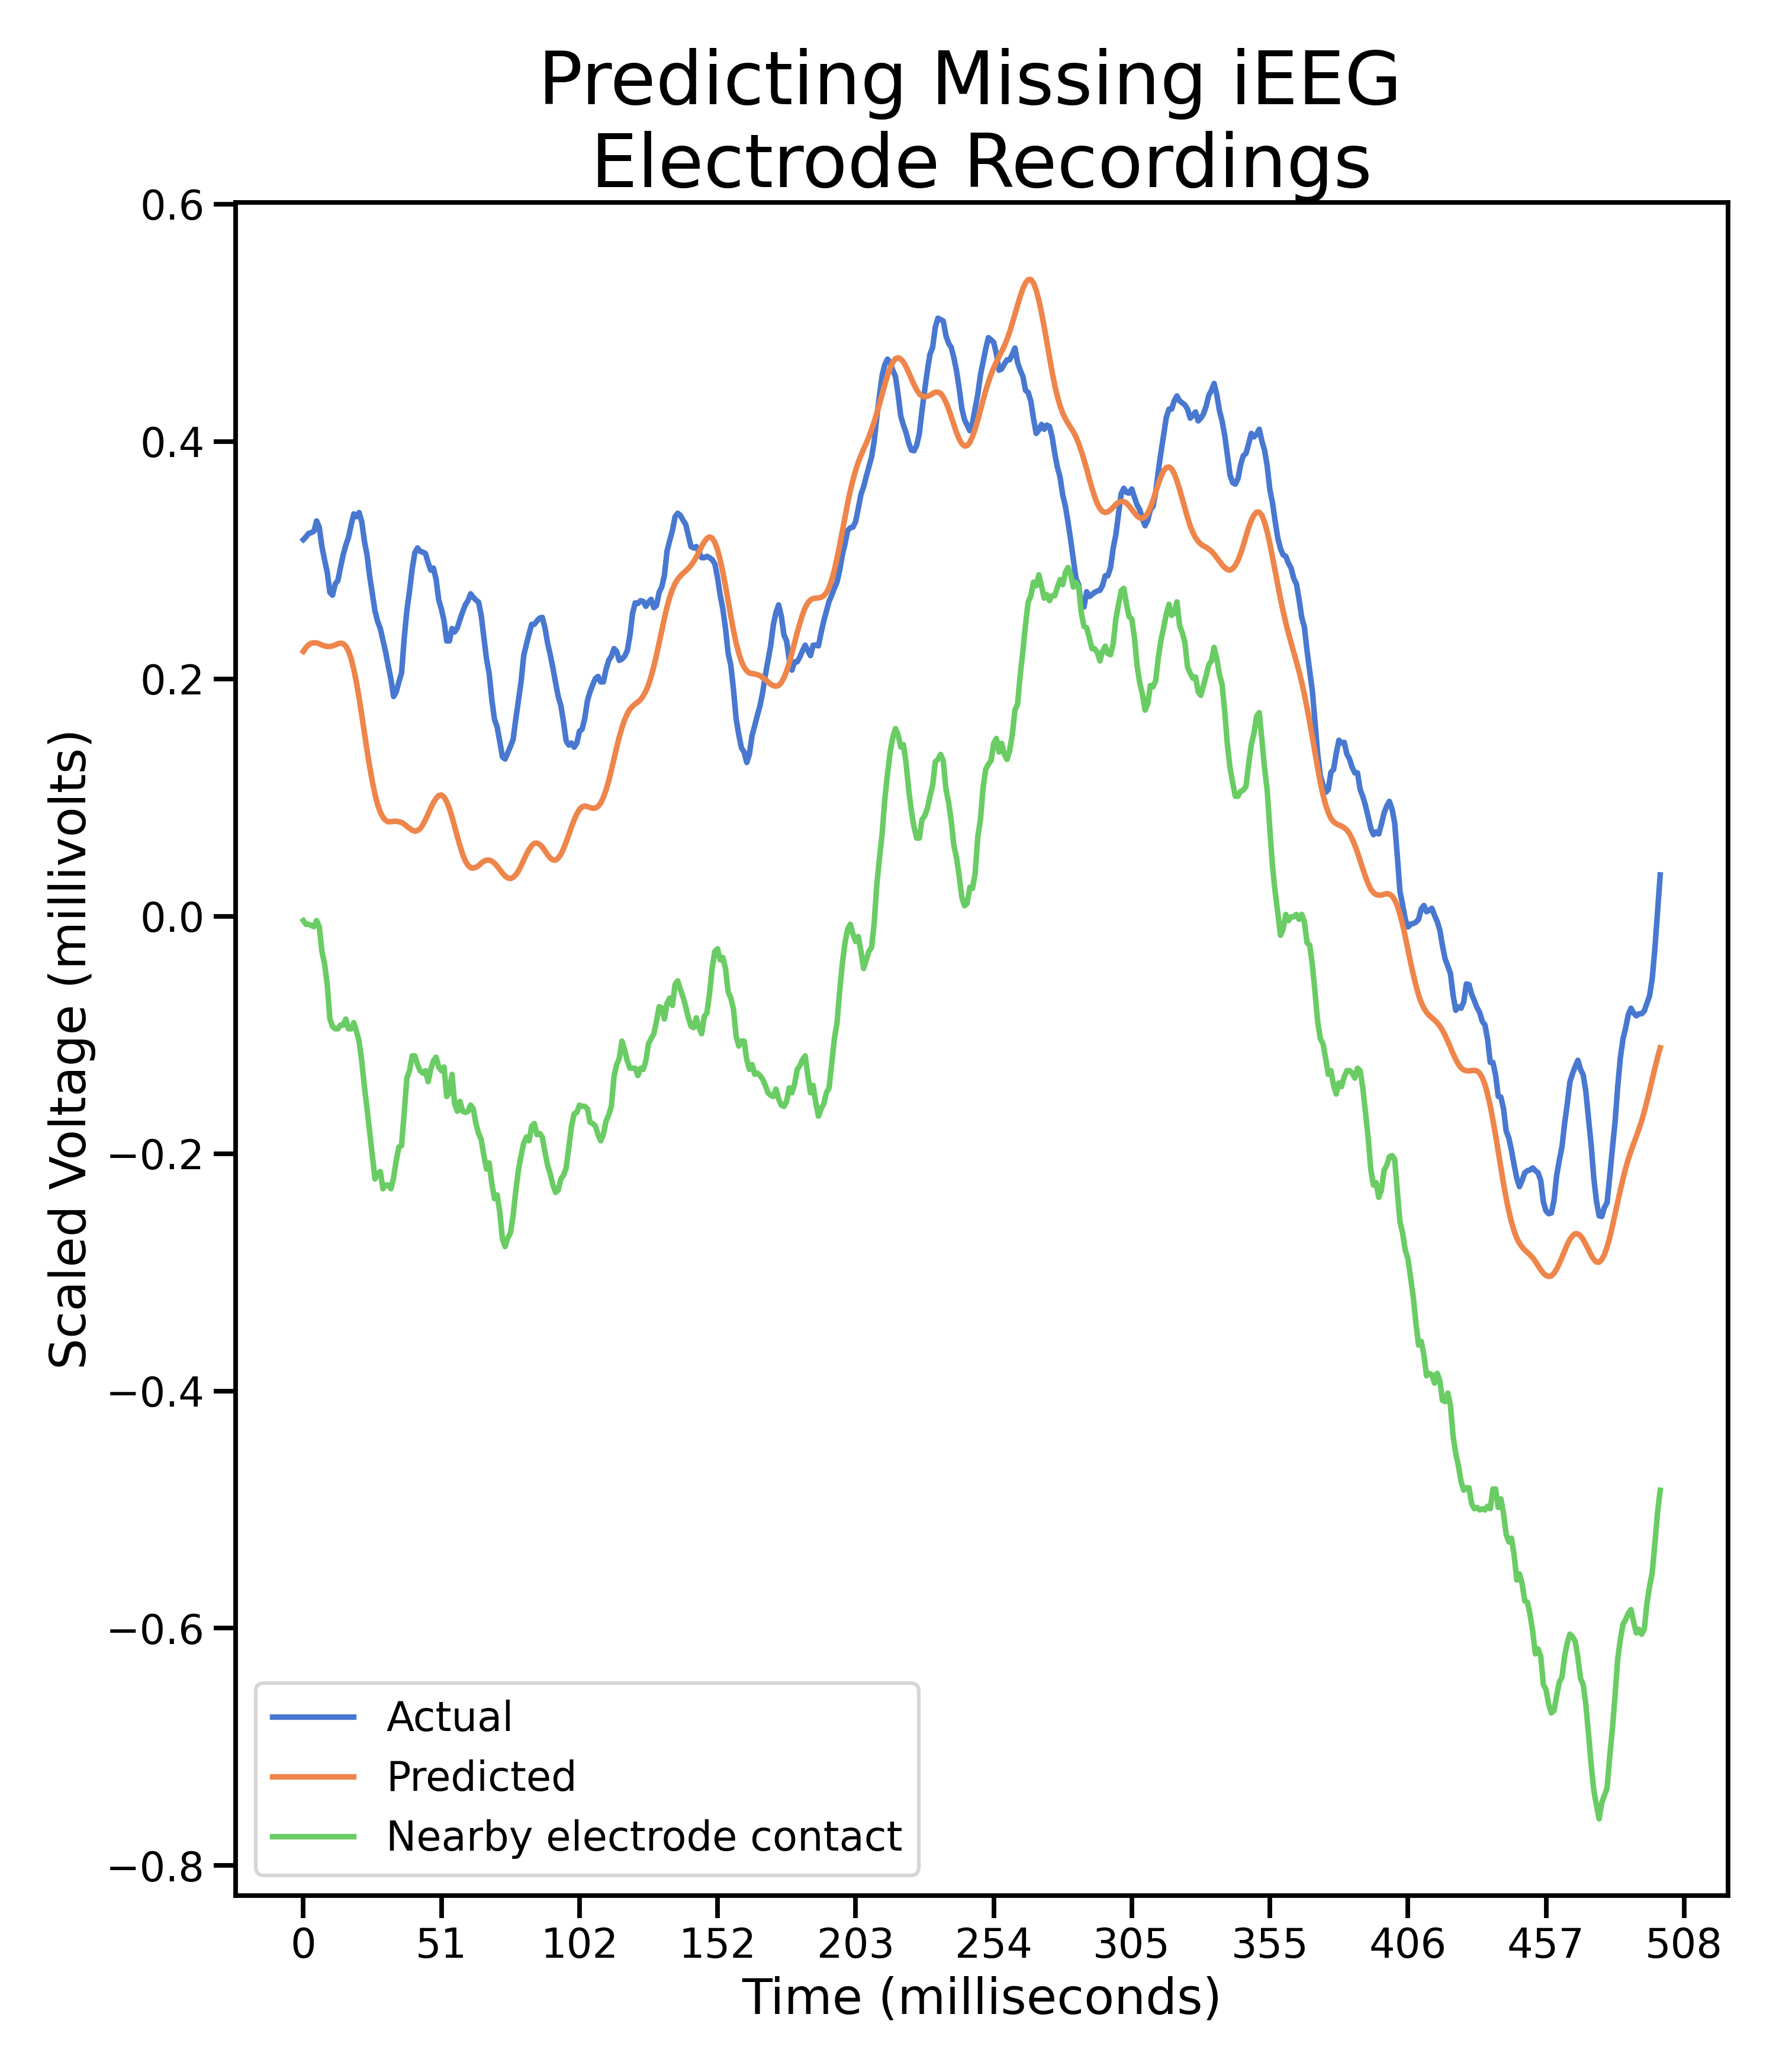 Predicting Missing iEEG
Electrode Recordings
0.6
0.4
0.2
0.0
−0.2
−0.4
−0.6
−0.8
Scaled Voltage (millivolts)
Actual
Predicted
Nearby electrode contact
0 51 102 152 203 254 305 355 406 457 508
Time (milliseconds)